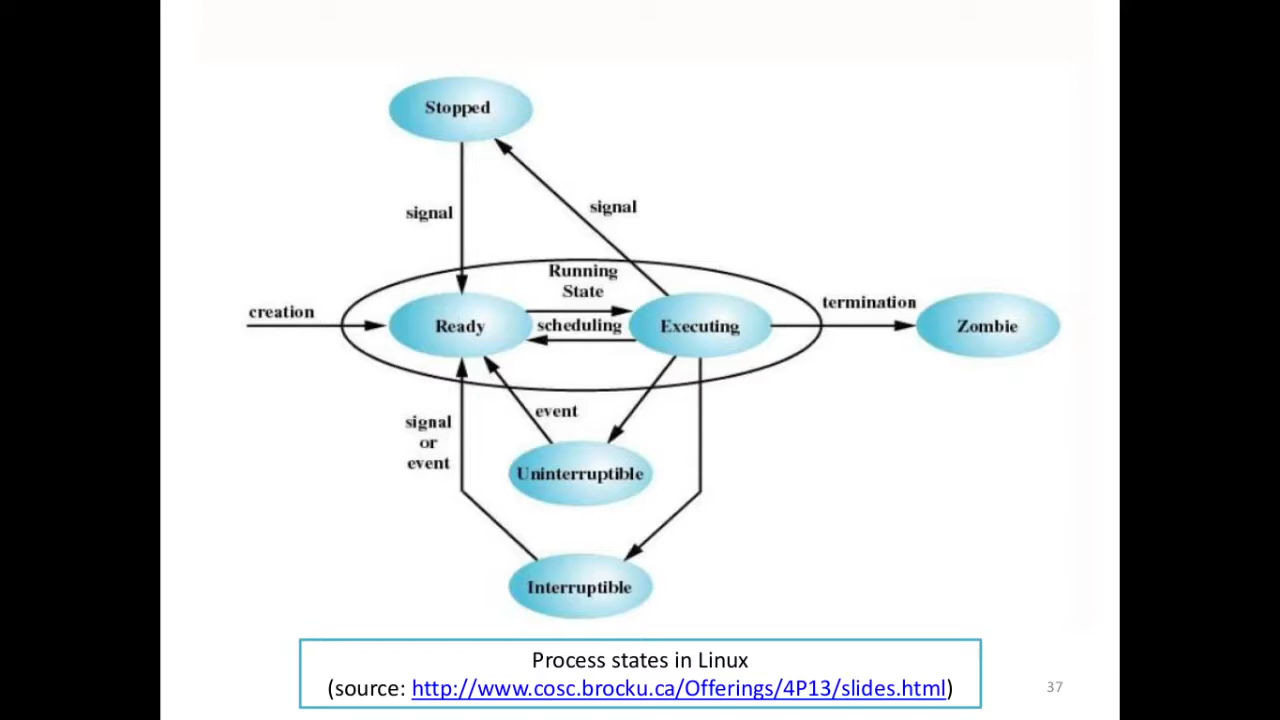 Stopped
signal
signal
Running
State
creation
Ready
scheduling
Executing
termination
Zombie
event
signal
or
event
Uninterruptible
Interruptible
Process states in Linux
(source: http://www.cosc.brocku.ca/Offerings/4P13/slides.html)
37